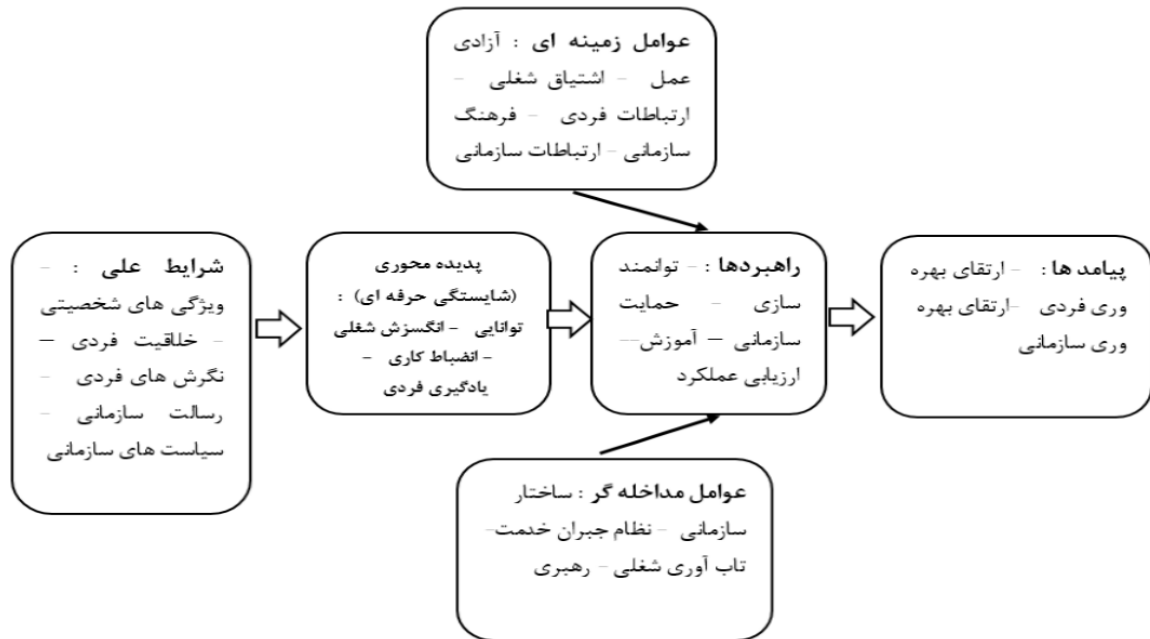 عوامل زمینه ای : آزادی
عمل - اشتیاق شغلی -
ارتباطات فردی - فرهنگ
سازمانی - ارتباطات سازمانی
شرایط علی : -
ویژگی های شخصیتی
- خلاقیت فردی –
نگرش های فردی -
رسالت سازمانی -
سیاست های سازمانی
پدیده محوری
(شایستگی حرفه ای) :
توانایی - انگسزش شغلی
- انضباط کاری -
یادگیری فردی
راهبردها : - توانمند
سازی - حمایت
سازمانی – آموزش--
ارزیابی عملکرد
پیامد ها : - ارتقای بهره
وری فردی -ارتقای بهره
وری سازمانی
عوامل مداخله گر : ساختار
سازمانی - نظام جبران خدمت-
تاب آوری شغلی - رهبری